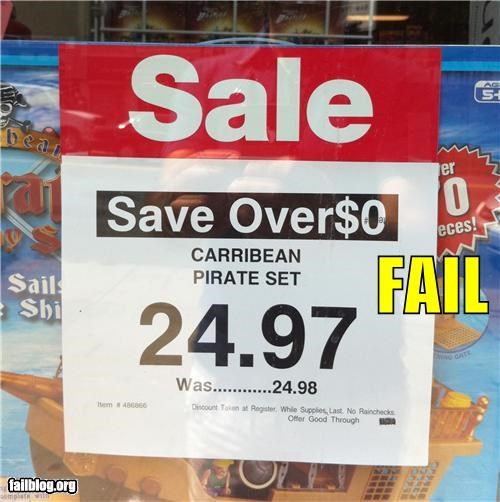 Sale
Save Over$0
CARRIBEAN
PIRATE SET
24.97
Was............24.98
Item # 486866
Discount Taken at Register. While Supplies Last. No Rainchecks.
Offer Good Through
FAIL
Sails
Shi
eces!
failblog.org